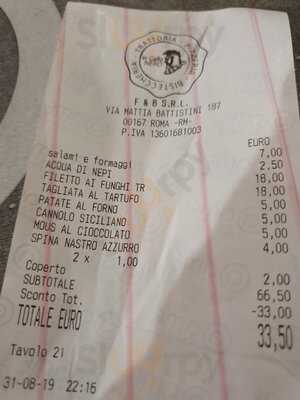 TRATTORIA PIZZERIA
BISTECCHERIA
F & B S.R.L.
VIA MATTIA BATTISTINI 187
00167 ROMA -RM-
P.IVA 13601681003
EURO
salami e formaggi 7,00
ACQUA DI NEPI 2,50
FILETTO AI FUNGHI TR 18,00
TAGLIATA AL TARTUFO 18,00
PATATE AL FORNO 5,00
CANNOLO SICILIANO 5,00
MOUS AL CIOCCOLATO 5,00
SPINA NASTRO AZZURRO 4,00
2 x 1,00
Coperto 2,00
SUBTOTALE 66,50
Sconto Tot. -33,00
TOTALE EURO 33,50
Tavolo 21
31-08-19 22:16